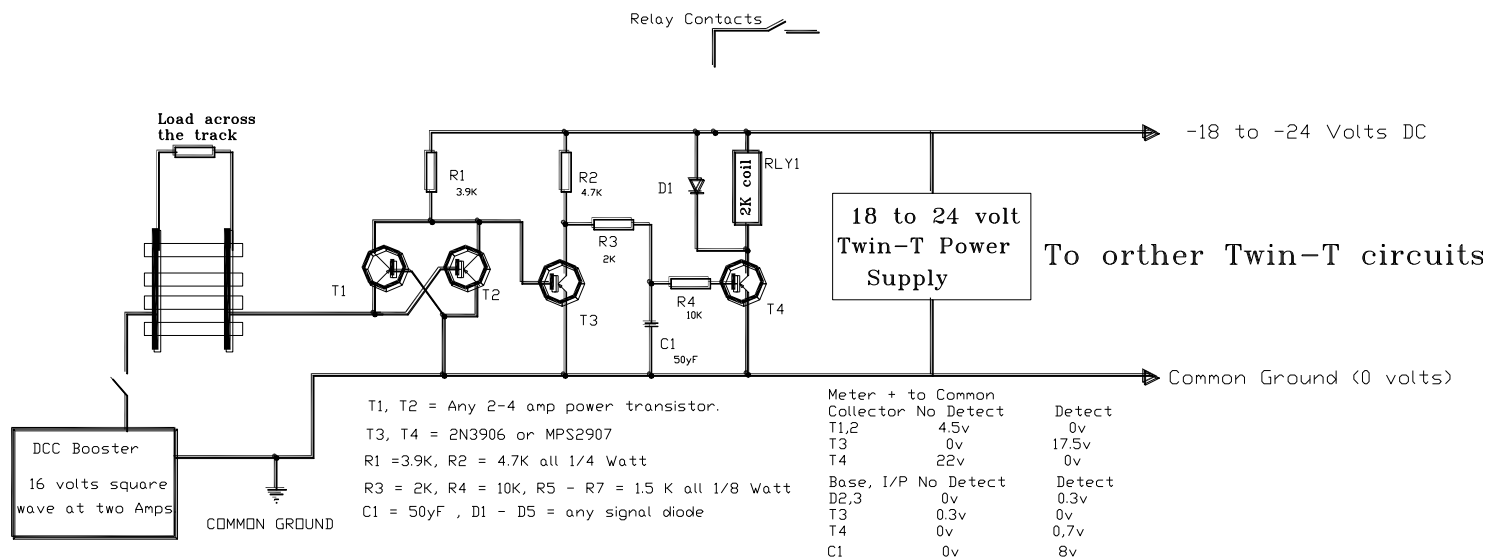 Relay Contacts
Load across
the track
-18 to -24 Volts DC
R1
3.9K
R2
4.7K
D1
2K coil
RLY1
18 to 24 volt
Twin-T Power
Supply
To orther Twin-T circuits
R3
2K
T1
T2
T3
R4
10K
T4
C1
50yF
Common Ground (0 volts)
DCC Booster
16 volts square
wave at two Amps
COMMON GROUND
T1, T2 = Any 2-4 amp power transistor.
T3, T4 = 2N3906 or MPS2907
R1 =3.9K, R2 = 4.7K all 1/4 Watt
R3 = 2K, R4 = 10K, R5 - R7 = 1.5 K all 1/8 Watt
C1 = 50yF , D1 - D5 = any signal diode
Meter + to Common
Collector No Detect Detect
T1,2 4.5v 0v
T3 0v 17.5v
T4 22v 0v
Base, I/P No Detect Detect
D2,3 0v 0.3v
T3 0.3v 0v
T4 0v 0,7v
C1 0v 8v